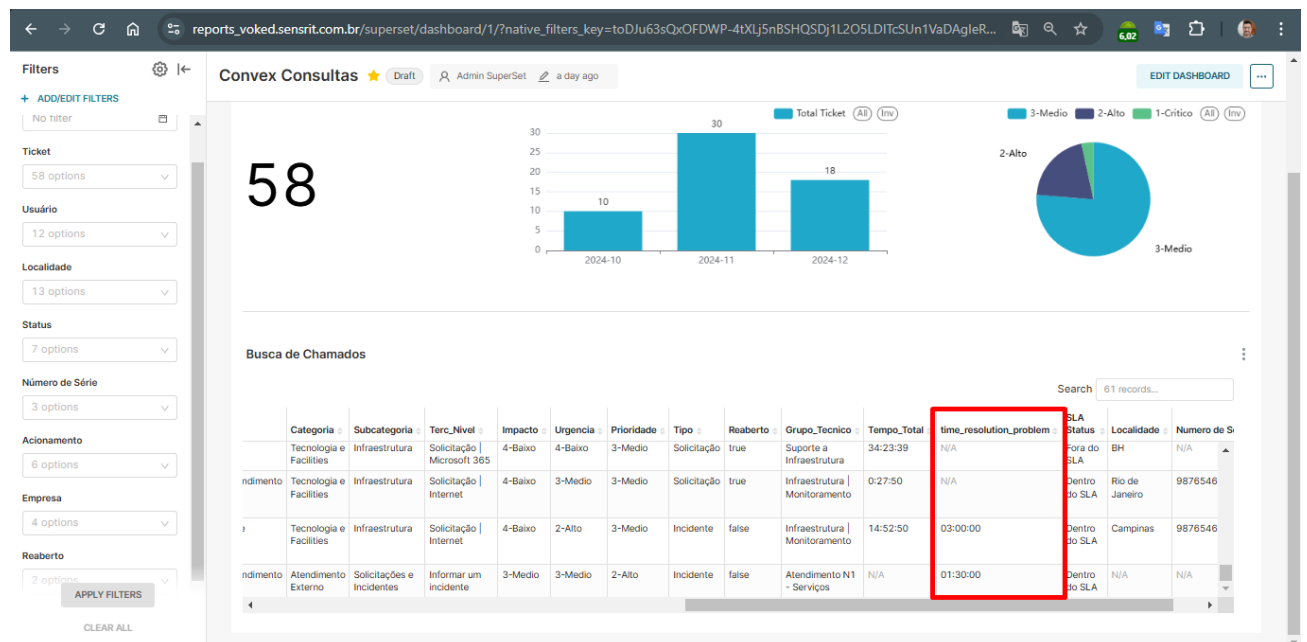 reports_voked.sensrit.com.br/superset/dashboard/1/?native_filters_key=toDJu63sQxOFDWP-4tXLj5nBSHQSDj1L2O5LDITcSUn1VaDAgIeR...
6,02
Filters
+ ADD/EDIT FILTERS
No filter
Ticket
58 options
Usuário
12 options
Localidade
13 options
Status
7 options
Número de Série
3 options
Acionamento
6 options
Empresa
4 options
Reaberto
2 options
APPLY FILTERS
CLEAR ALL
Convex Consultas
Draft
Admin SuperSet
a day ago
EDIT DASHBOARD
...
58
Total Ticket All Inv
30
25
20
15
10
5
0
10
30
18
2024-10 2024-11 2024-12
3-Medio 2-Alto 1-Critico All Inv
2-Alto
3-Medio
Busca de Chamados
Search 61 records...
Categoria Subcategoria Terc_Nivel Impacto Urgencia Prioridade Tipo Reaberto Grupo_Tecnico Tempo_Total time_resolution_problem SLA Status Localidade Numero de S
Tecnologia e Facilities Infraestrutura Solicitação | Microsoft 365 4-Baixo 4-Baixo 3-Medio Solicitação true Suporte a Infraestrutura 34:23:39 N/A Fora do SLA BH N/A
ndimento Tecnologia e Facilities Infraestrutura Solicitação | Internet 4-Baixo 3-Medio 3-Medio Solicitação true Infraestrutura | Monitoramento 0:27:50 N/A Dentro do SLA Rio de Janeiro 9876546
Tecnologia e Facilities Infraestrutura Solicitação | Internet 4-Baixo 2-Alto 3-Medio Incidente false Infraestrutura | Monitoramento 14:52:50 03:00:00 Dentro do SLA Campinas 9876546
ndimento Atendimento Externo Solicitações e Incidentes Informar um incidente 3-Medio 3-Medio 2-Alto Incidente false Atendimento N1 - Serviços N/A 01:30:00 Dentro do SLA N/A N/A